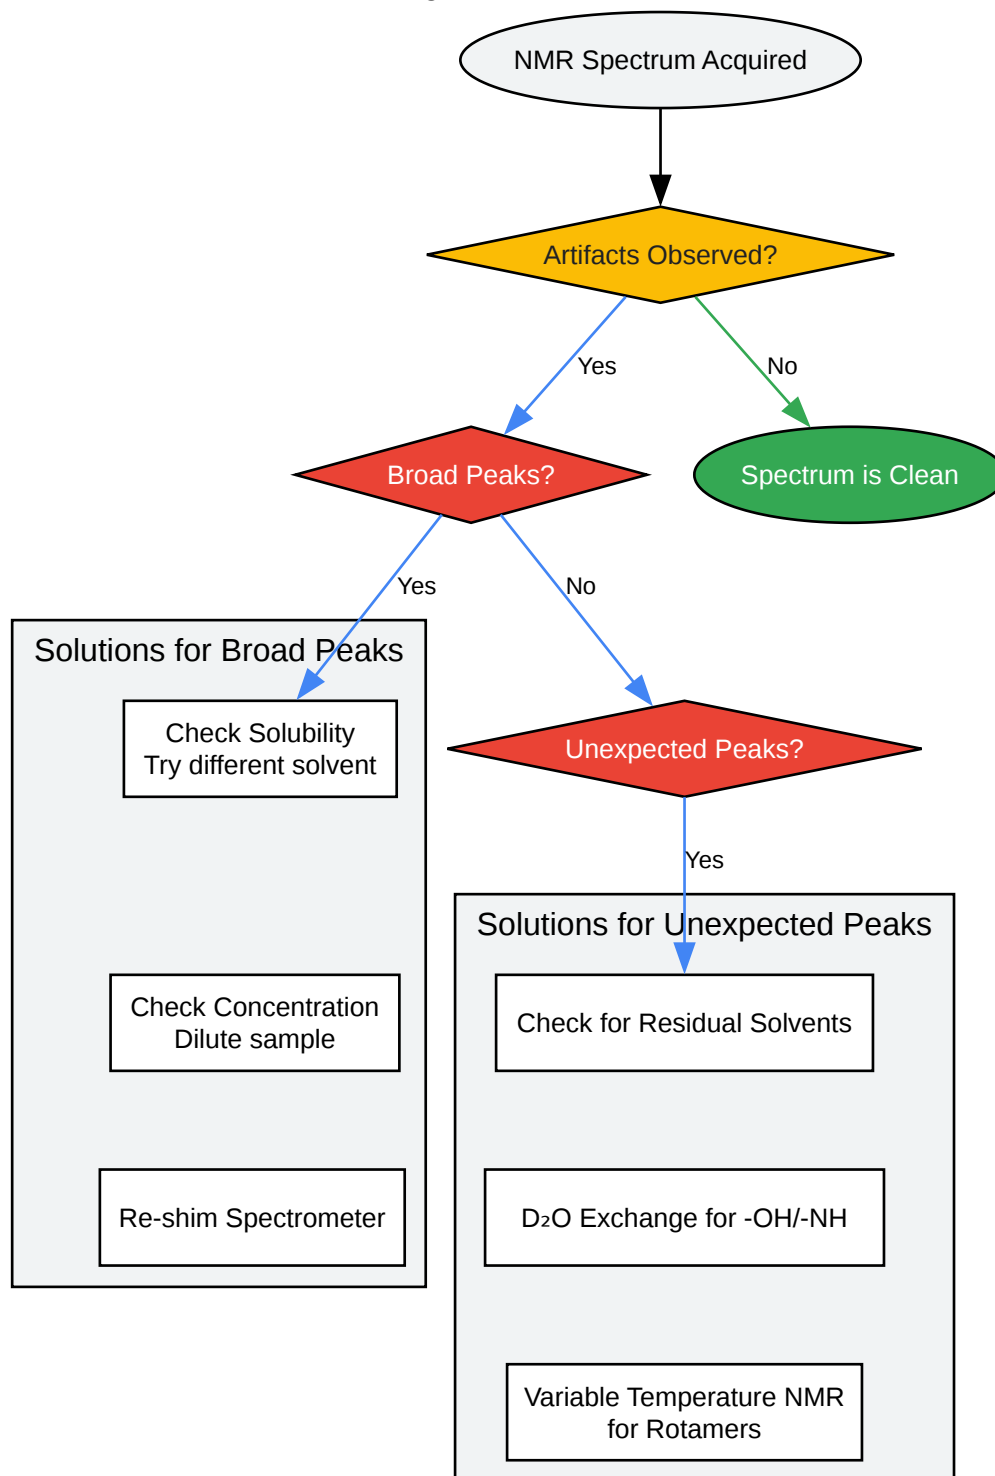 NMR Spectrum Acquired
Artifacts Observed?
Yes
No
Broad Peaks?
Spectrum is Clean
Yes
No
Solutions for Broad Peaks
Check Solubility
Try different solvent
Unexpected Peaks?
Yes
Solutions for Unexpected Peaks
Check Concentration
Dilute sample
Check for Residual Solvents
Re-shim Spectrometer
D₂O Exchange for -OH/-NH
Variable Temperature NMR
for Rotamers